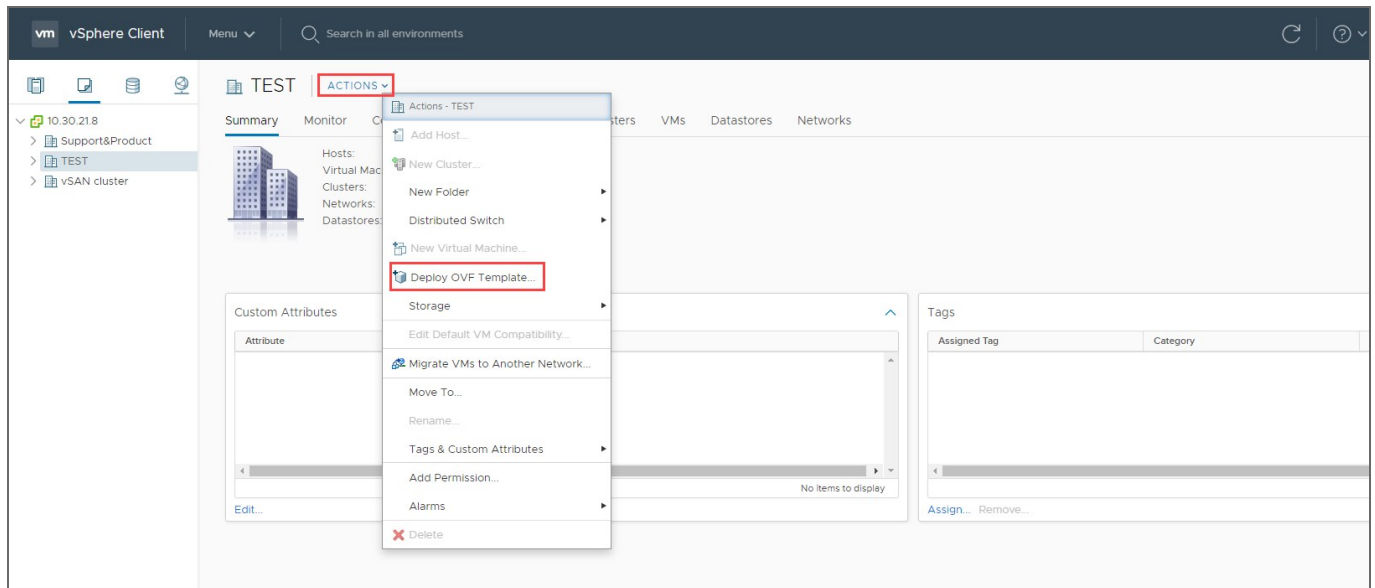 vm vSphere Client Menu Search in all environments
TEST ACTIONS
10.30.21.8
Support&Product
TEST
vSAN cluster
Summary Monitor VMs Datastores Networks
Hosts:
Clusters:
Networks:
Datastores:
Actions - TEST
Add Host...
New Cluster...
New Folder
Distributed Switch
New Virtual Machine...
Deploy OVF Template...
Storage
Edit Default VM Compatibility...
Migrate VMs to Another Network...
Move To...
Rename...
Tags & Custom Attributes
Add Permission...
Alarms
Delete
Custom Attributes
Attribute
No items to display
Edit...
Tags
Assigned Tag Category
Assign... Remove...